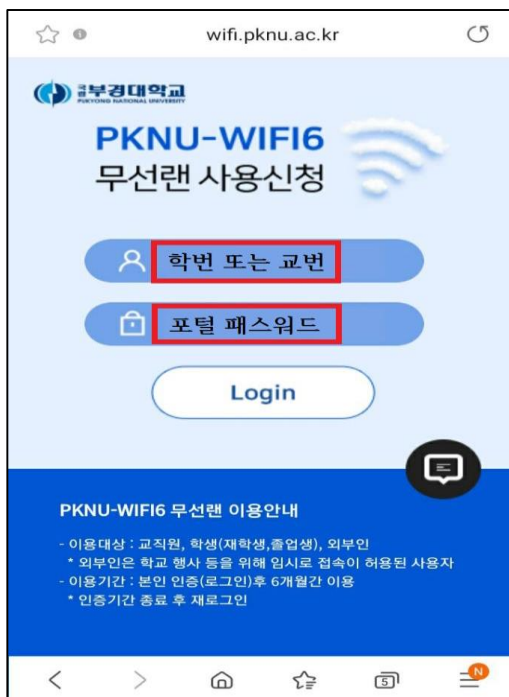 wifi.pknu.ac.kr
국립부경대학교
PUKYONG NATIONAL UNIVERSITY
PKNU-WIFI6
무선랜 사용신청
학번 또는 교번
포털 패스워드
Login
PKNU-WIFI6 무선랜 이용안내
- 이용대상 : 교직원, 학생(재학생,졸업생), 외부인
* 외부인은 학교 행사 등을 위해 임시로 접속이 허용된 사용자
- 이용기간 : 본인 인증(로그인)후 6개월간 이용
* 인증기간 종료 후 재로그인
5
N